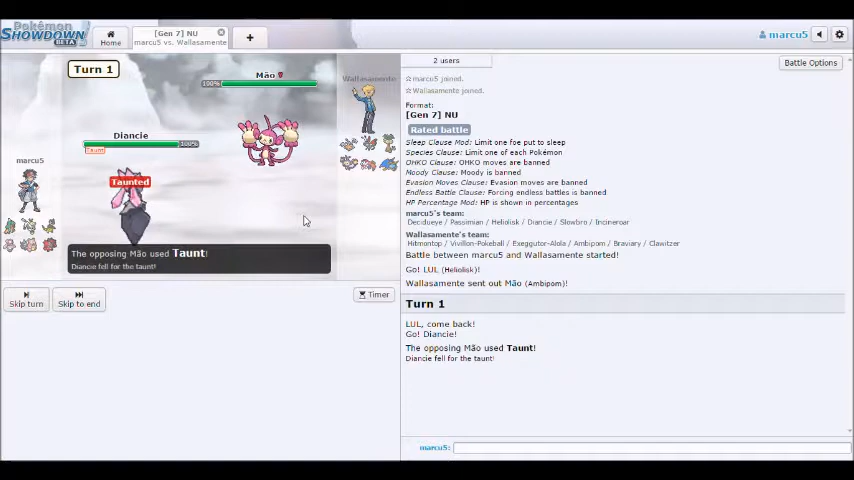 Pokémon
SHOWDOWN
BETA
Home
[Gen 7] NU
marcu5 vs. Wallasamente
marcu5
Turn 1
Mão
100%
Wallasamente
Diancie
100%
Taunt
marcu5
Taunted
The opposing Mão used Taunt!
Diancie fell for the taunt!
Skip turn
Skip to end
Timer
2 users
Battle Options
marcu5 joined.
Wallasamente joined.
Format:
[Gen 7] NU
Rated battle
Sleep Clause Mod: Limit one foe put to sleep
Species Clause: Limit one of each Pokémon
OHKO Clause: OHKO moves are banned
Moody Clause: Moody is banned
Evasion Moves Clause: Evasion moves are banned
Endless Battle Clause: Forcing endless battles is banned
HP Percentage Mod: HP is shown in percentages
marcu5's team:
Decidueye / Passimian / Heliolisk / Diancie / Slowbro / Incineroar
Wallasamente's team:
Hitmontop / Vivillon-Pokeball / Exeggutor-Alola / Ambipom / Braviary / Clawitzer
Battle between marcu5 and Wallasamente started!
Go! LUL (Heliolisk)!
Wallasamente sent out Mão (Ambipom)!
Turn 1
LUL, come back!
Go! Diancie!
The opposing Mão used Taunt!
Diancie fell for the taunt!
marcu5: